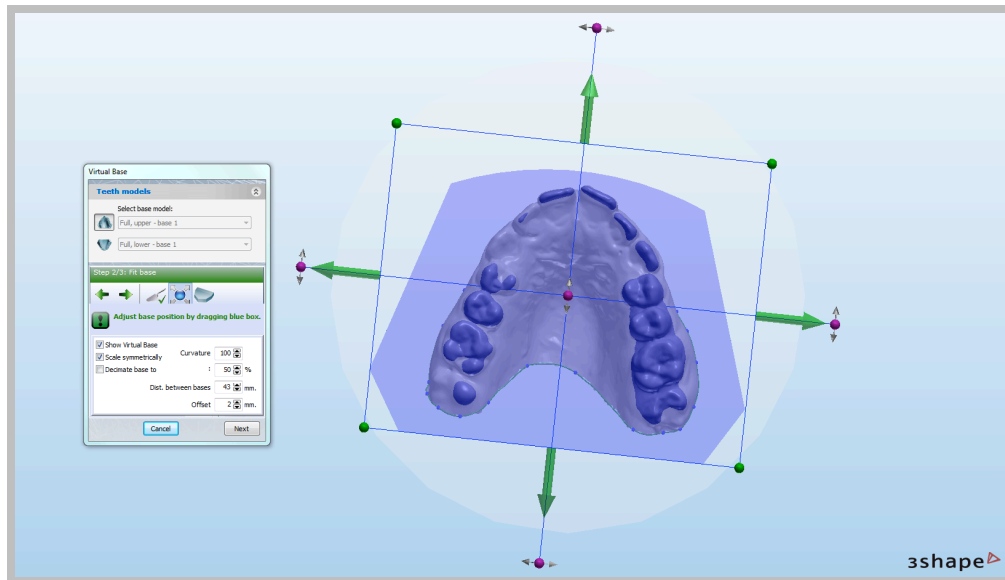 Virtual Base
Teeth models
Select base model:
Full, upper - base 1
Full, lower - base 1
Step 2/3: Fit base
Adjust base position by dragging blue box.
Show Virtual Base
Scale symmetrically Curvature 100
Decimate base to : 50 %
Dist. between bases 43 mm.
Offset 2 mm.
Cancel Next
3shape